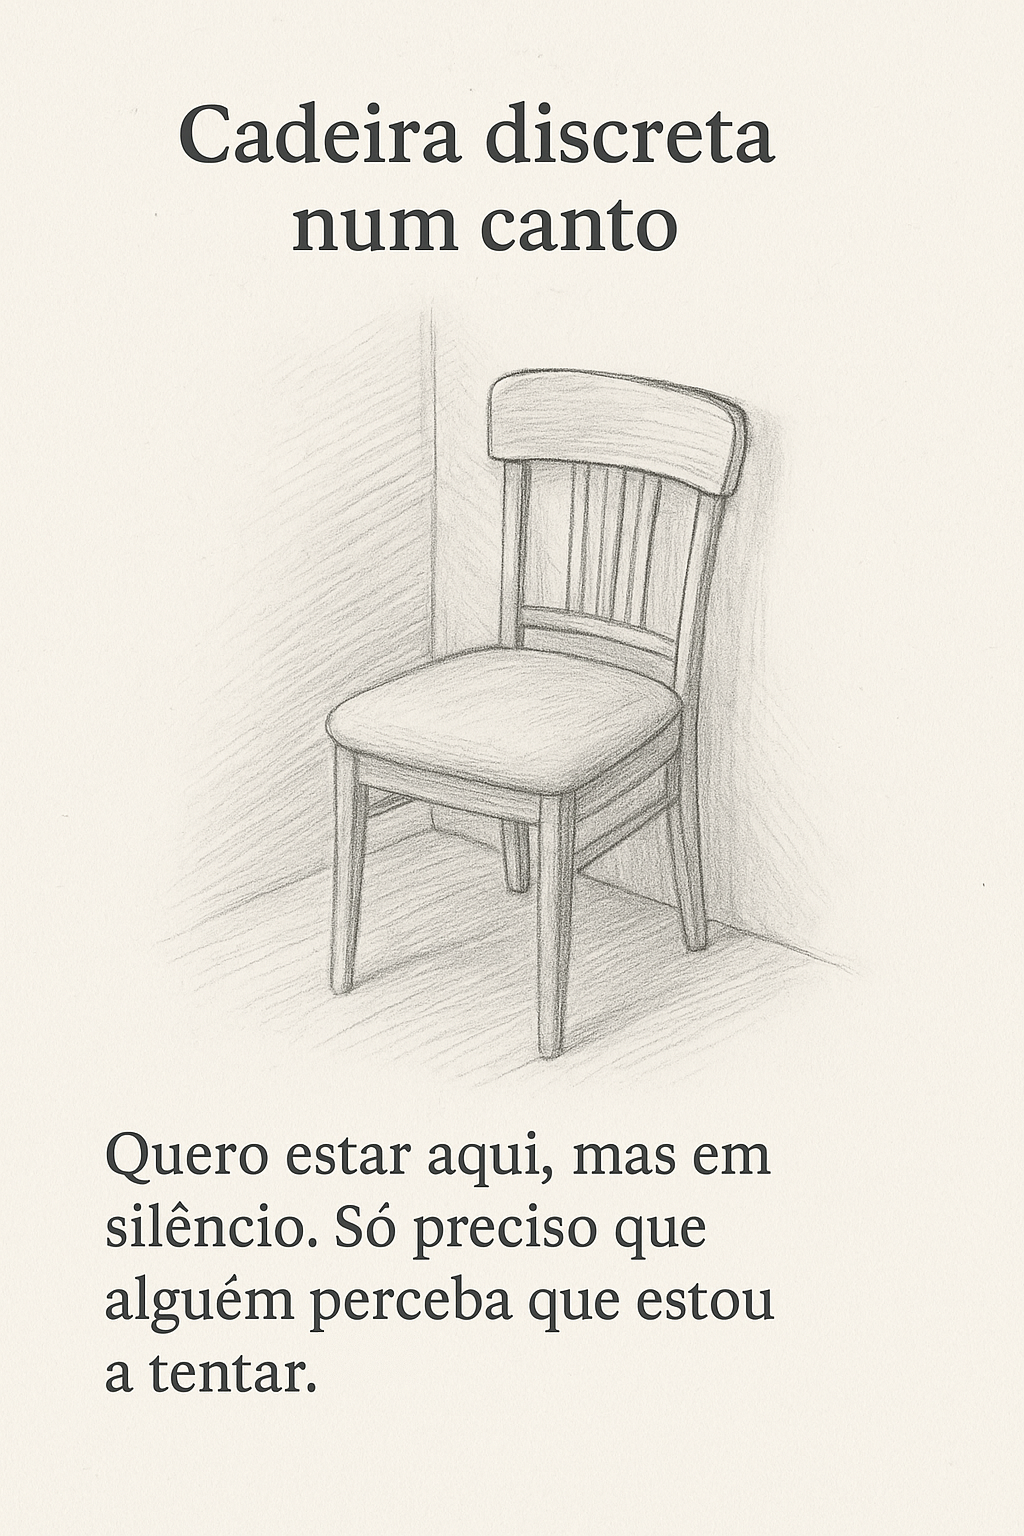 Cadeira discreta
num canto
Quero estar aqui, mas em
silêncio. Só preciso que
alguém perceba que estou
a tentar.